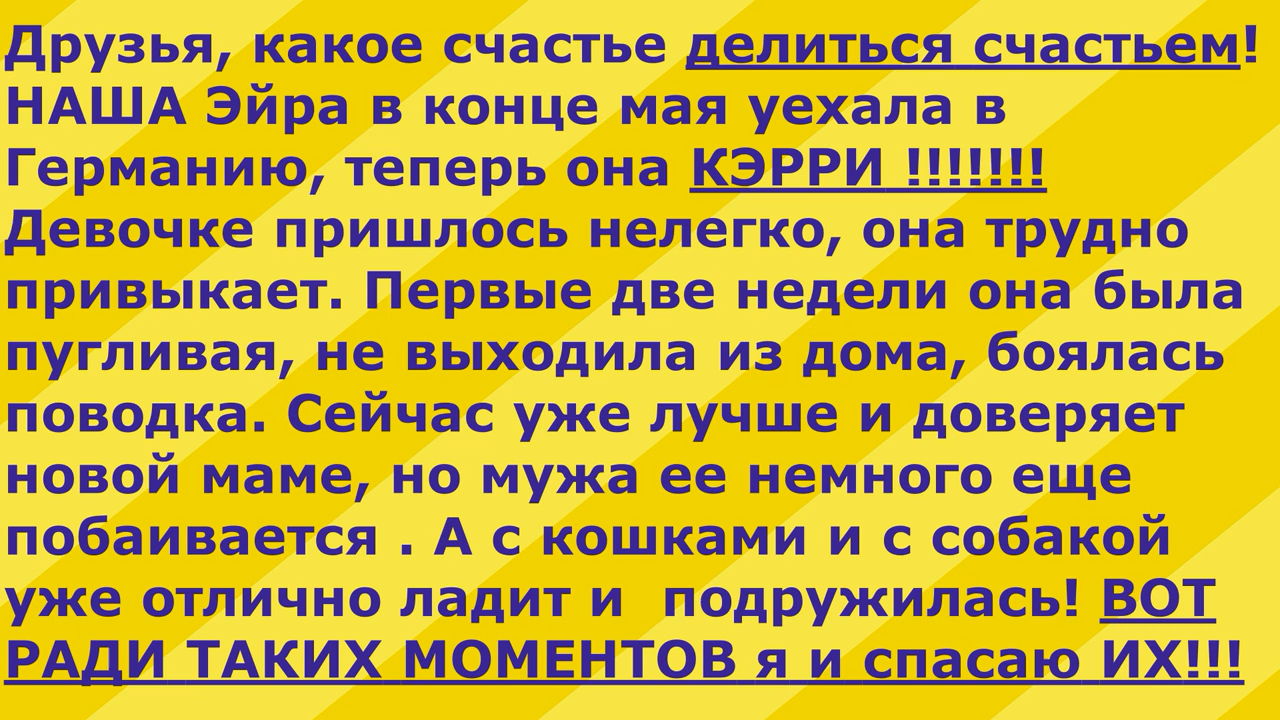 Друзья, какое счастье делиться счастьем!
НАША Эйра в конце мая уехала в
Германию, теперь она КЭРРИ !!!!!!!
Девочке пришлось нелегко, она трудно
привыкает. Первые две недели она была
пугливая, не выходила из дома, боялась
поводка. Сейчас уже лучше и доверяет
новой маме, но мужа ее немного еще
побаивается . А с кошками и с собакой
уже отлично ладит и  подружилась! ВОТ
РАДИ ТАКИХ МОМЕНТОВ я и спасаю ИХ!!!